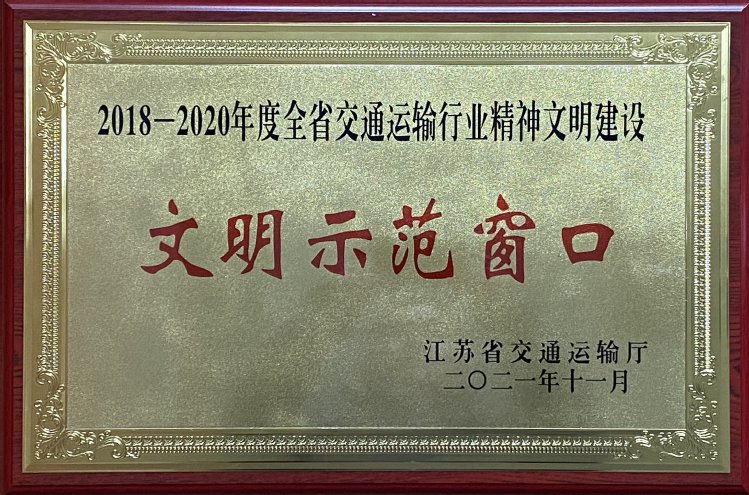 2018－2020年度全省交通运输行业精神文明建设
文明示范窗口
江苏省交通运输厅
二〇二一年十一月